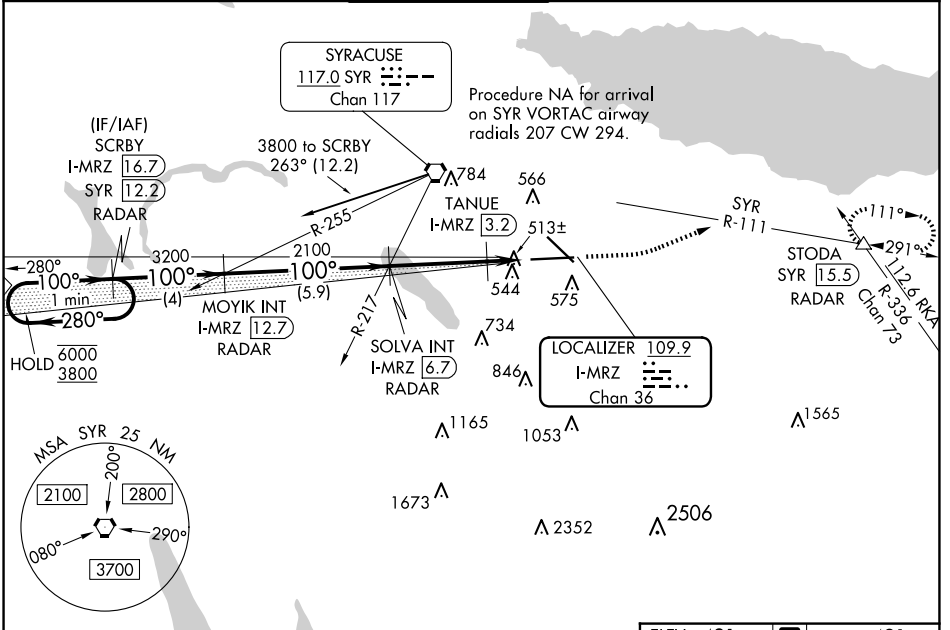 SYRACUSE
117.0 SYR
Chan 117
Procedure NA for arrival
on SYR VORTAC airway
radials 207 CW 294.
(IF/IAF)
SCRBY
I-MRZ 16.7
SYR 12.2
RADAR
3800 to SCRBY
263° (12.2)
784
566
TANUE
I-MRZ 3.2
513±
R-255
SYR
R-111
111°
291°
STODA
SYR 15.5
RADAR
112.6 RKA
R-336
Chan 73
280°
100°
3200
100°
2100
100°
1 min
280°
(4)
(5.9)
HOLD 6000
3800
MOYIK INT
I-MRZ 12.7
RADAR
R-217
SOLVA INT
I-MRZ 6.7
RADAR
544
575
734
846
LOCALIZER 109.9
I-MRZ
Chan 36
1165
1053
1565
1673
2352
2506
MSA SYR 25 NM
200°
2100
2800
080°
290°
3700